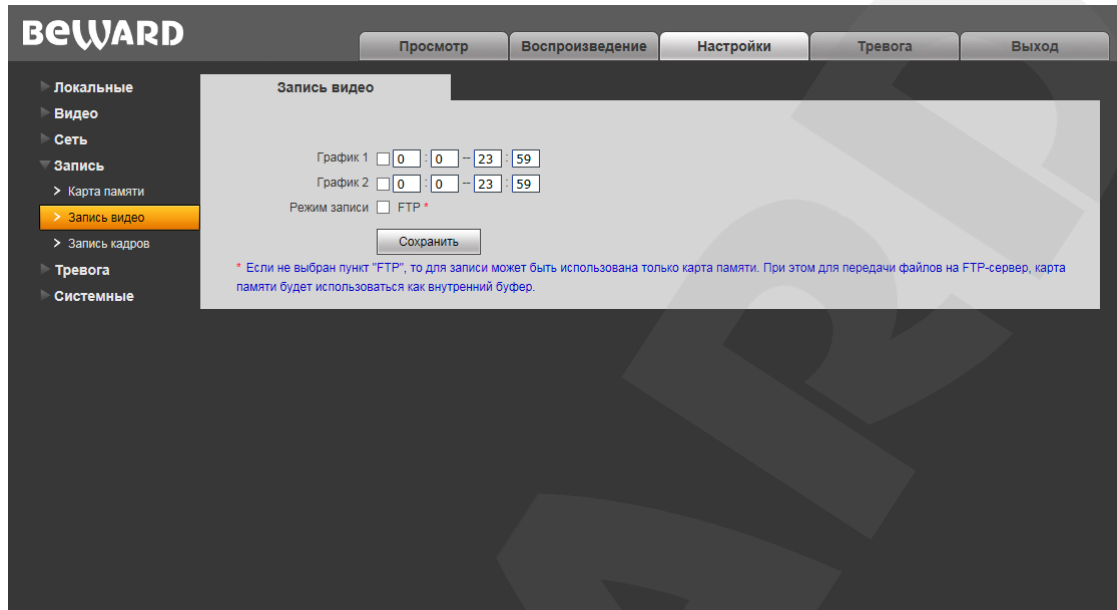 BEWARD
Просмотр Воспроизведение Настройки Тревога Выход
Локальные
Видео
Сеть
Запись
> Карта памяти
> Запись видео
> Запись кадров
Тревога
Системные
Запись видео
График 1 0 : 0 -- 23 : 59
График 2 0 : 0 -- 23 : 59
Режим записи FTP *
Сохранить
* Если не выбран пункт "FTP", то для записи может быть использована только карта памяти. При этом для передачи файлов на FTP-сервер, карта
памяти будет использоваться как внутренний буфер.